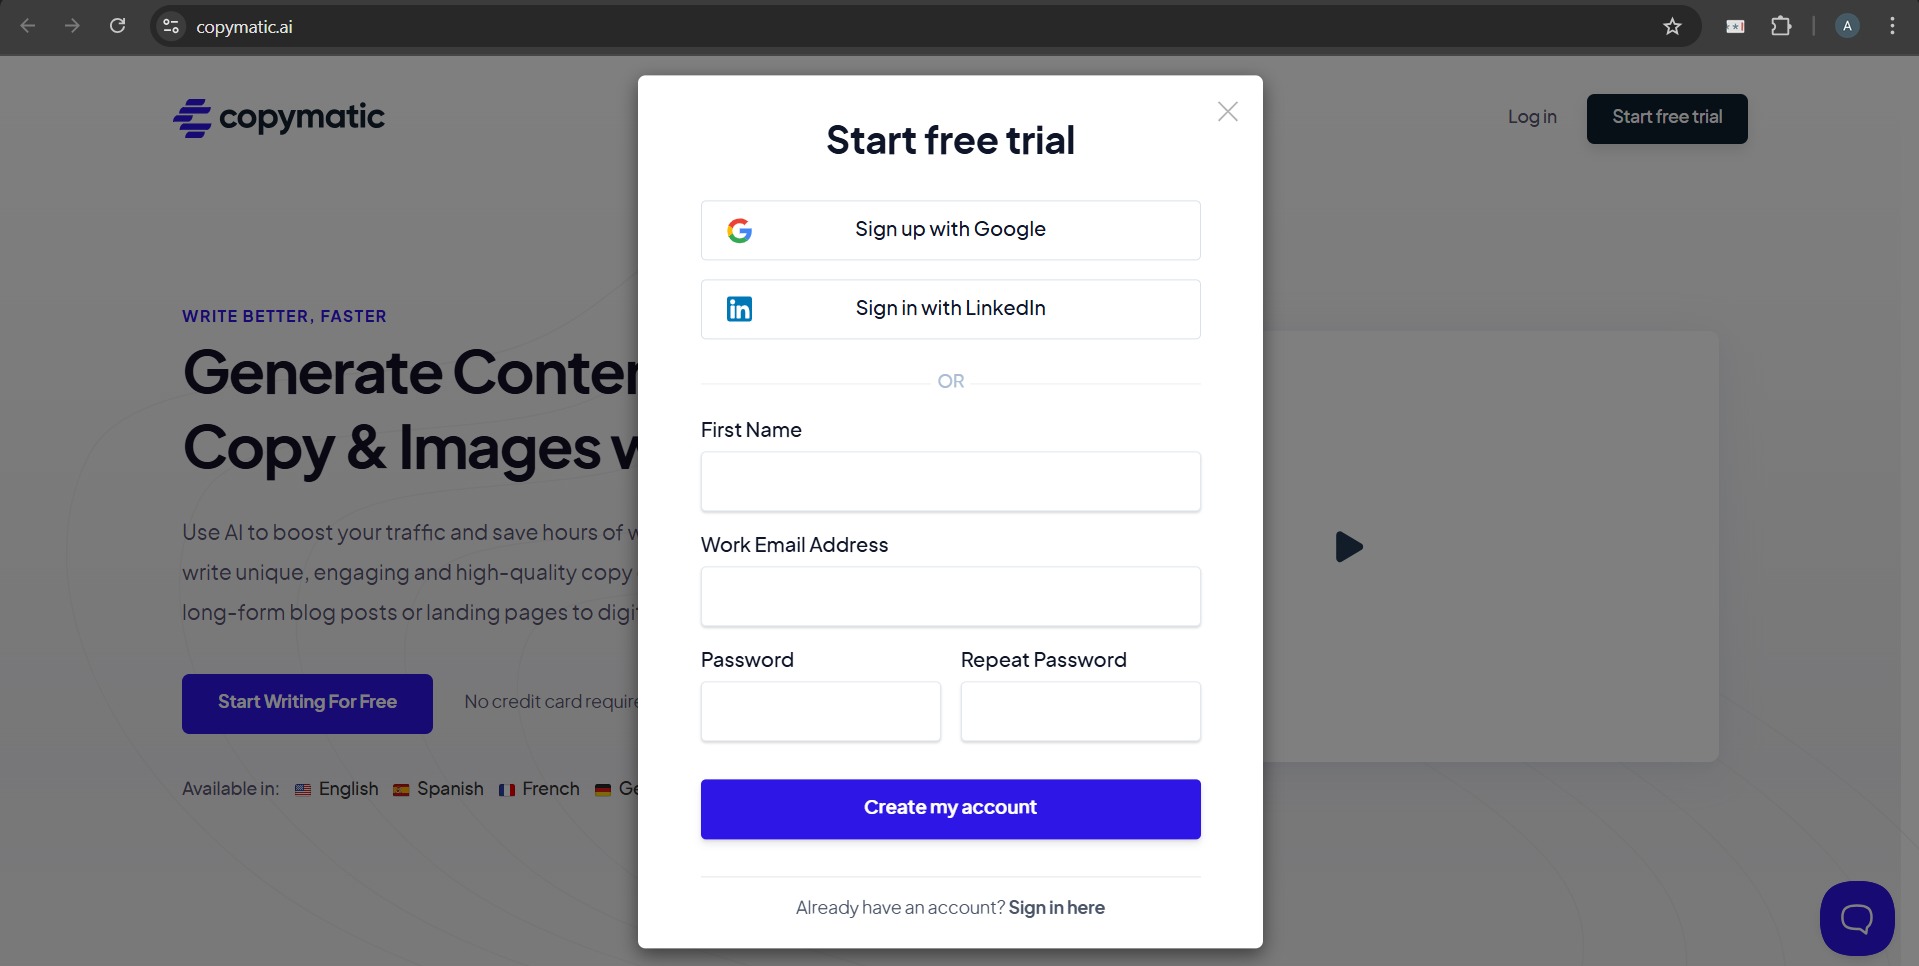 copymatic.ai
A
copymatic
Log in
Start free trial
WRITE BETTER, FASTER
Generate Conten
Copy & Images w
Use AI to boost your traffic and save hours of w
write unique, engaging and high-quality copy
long-form blog posts or landing pages to digit
Start Writing For Free
No credit card require
Available in: English Spanish French Ge
Start free trial
Sign up with Google
in
Sign in with LinkedIn
OR
First Name
Work Email Address
Password Repeat Password
Create my account
Already have an account? Sign in here